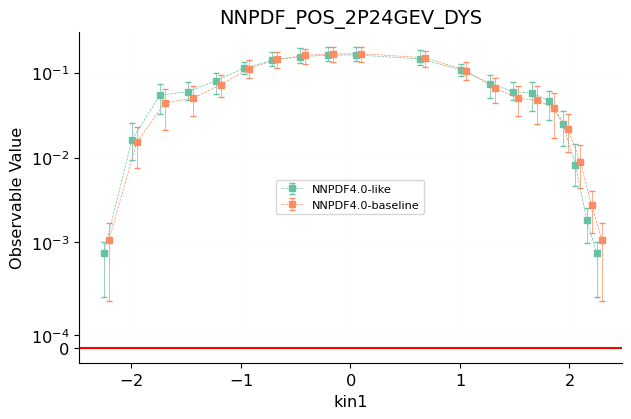 NNPDF_POS_2P24GEV_DYS
Observable Value
10⁻¹
10⁻²
10⁻³
10⁻⁴
0
NNPDF4.0-like
NNPDF4.0-baseline
−2
−1
0
1
2
kin1